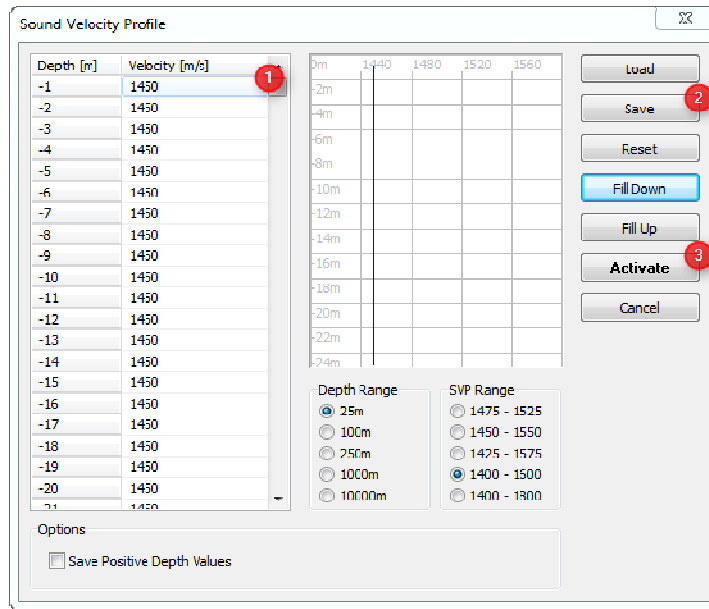 Sound Velocity Profile
Depth [m] Velocity [m/s]
1
-1 1450
-2 1450
-3 1450
-4 1450
-5 1450
-6 1450
-7 1450
-8 1450
-9 1450
-10 1450
-11 1450
-12 1450
-13 1450
-14 1450
-15 1450
-16 1450
-17 1450
-18 1450
-19 1450
-20 1450
-21 1450
0m 1440 1480 1520 1560
-2m
-4m
-6m
-8m
-10m
-12m
-14m
-16m
-18m
-20m
-22m
-24m
Load
Save
2
Reset
Fill Down
Fill Up
3
Activate
Cancel
Depth Range
25m
100m
250m
1000m
10000m
SVP Range
1475 - 1525
1450 - 1550
1425 - 1575
1400 - 1600
1400 - 1800
Options
Save Positive Depth Values